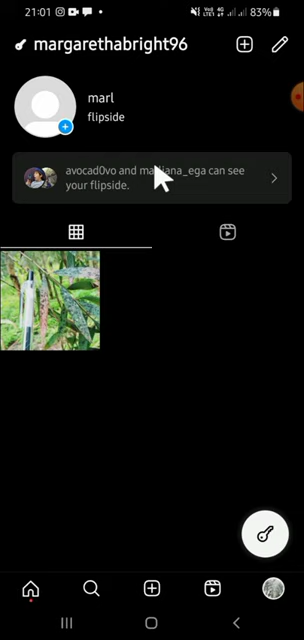 21:01
83%
margarethabright96
marl
flipside
avocad0vo and can see
your flipside.